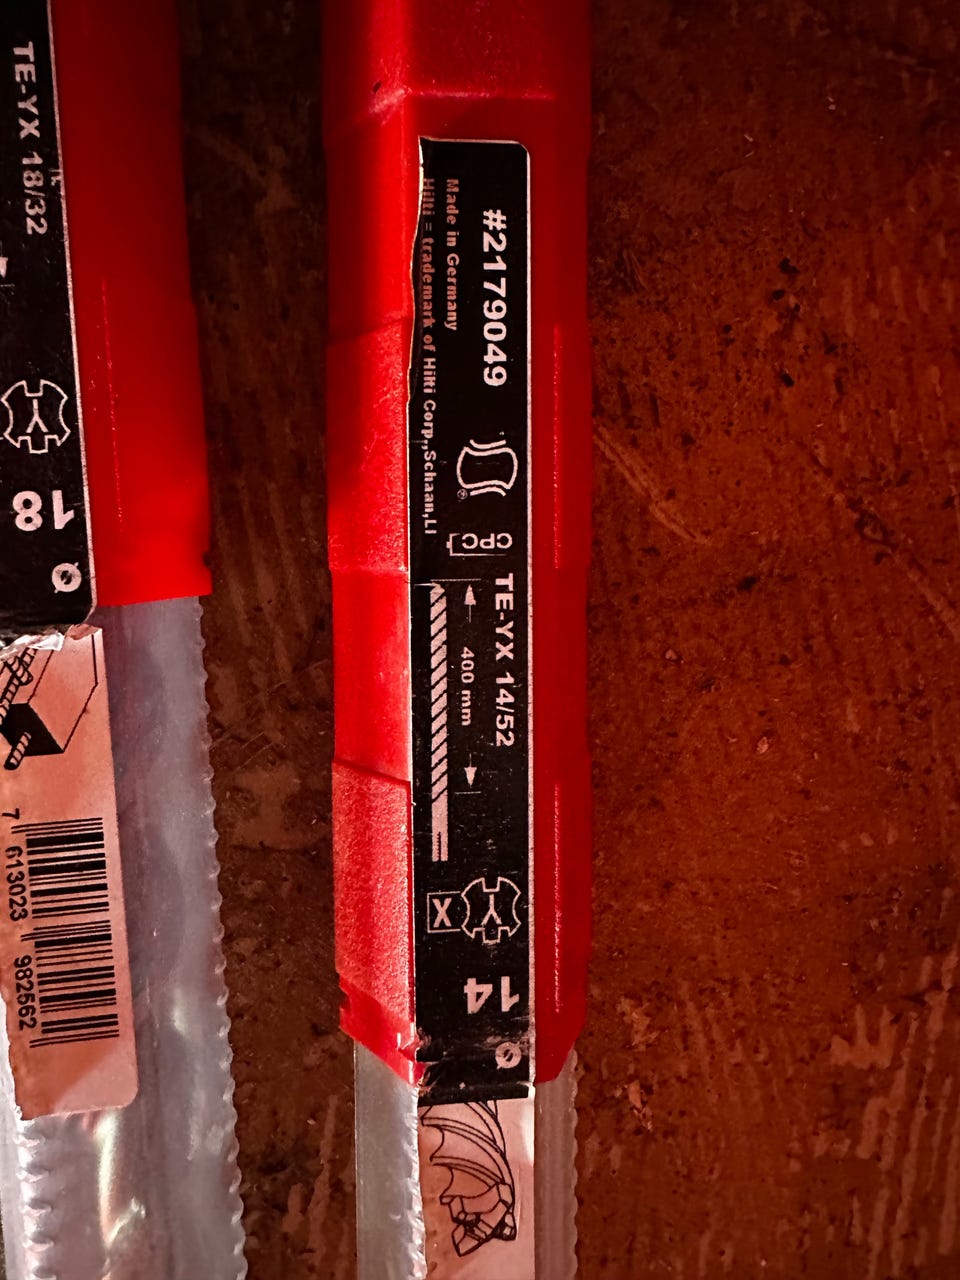 TE-YX 18/32
Y
18
Ø
7 613023 982562
#2179049
Made in Germany
Hilti = trademark of Hilti Corp.,Schaan,LI
®
CPC
TE-YX 14/52
400 mm
Y
X
14
Ø